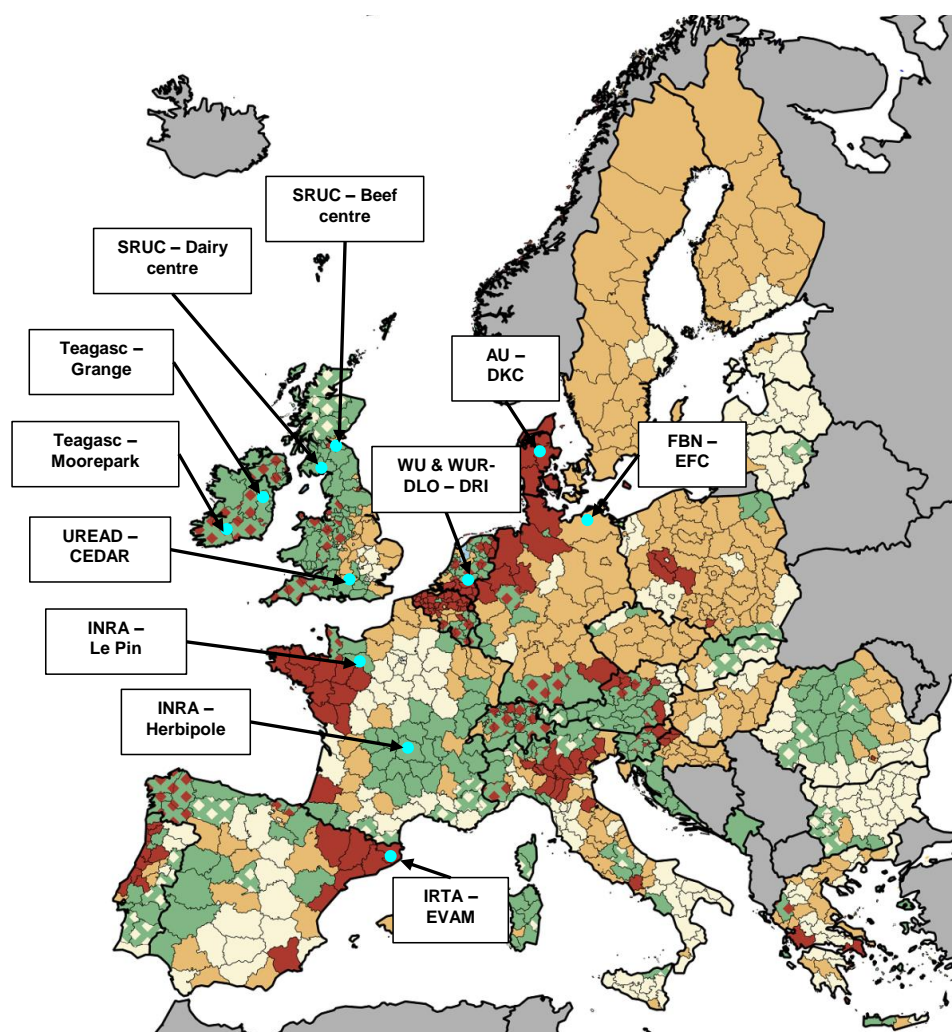 SRUC – Beef
centre
SRUC – Dairy
centre
Teagasc –
Grange
AU –
DKC
Teagasc –
Moorepark
WU & WUR-
DLO – DRI
FBN –
EFC
UREAD –
CEDAR
INRA –
Le Pin
INRA –
Herbipole
IRTA –
EVAM